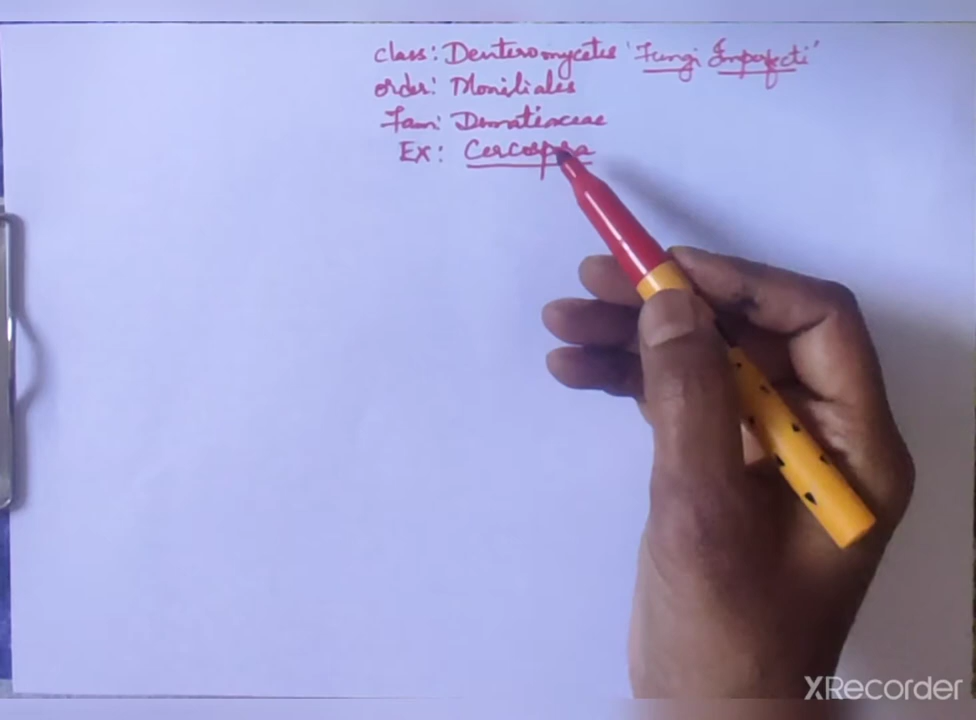 class: Deuteromycetes 'Fungi Imperfecti'
order: Moniliales
Fam: Dematiaceae
Ex: Cercospora
XRecorder